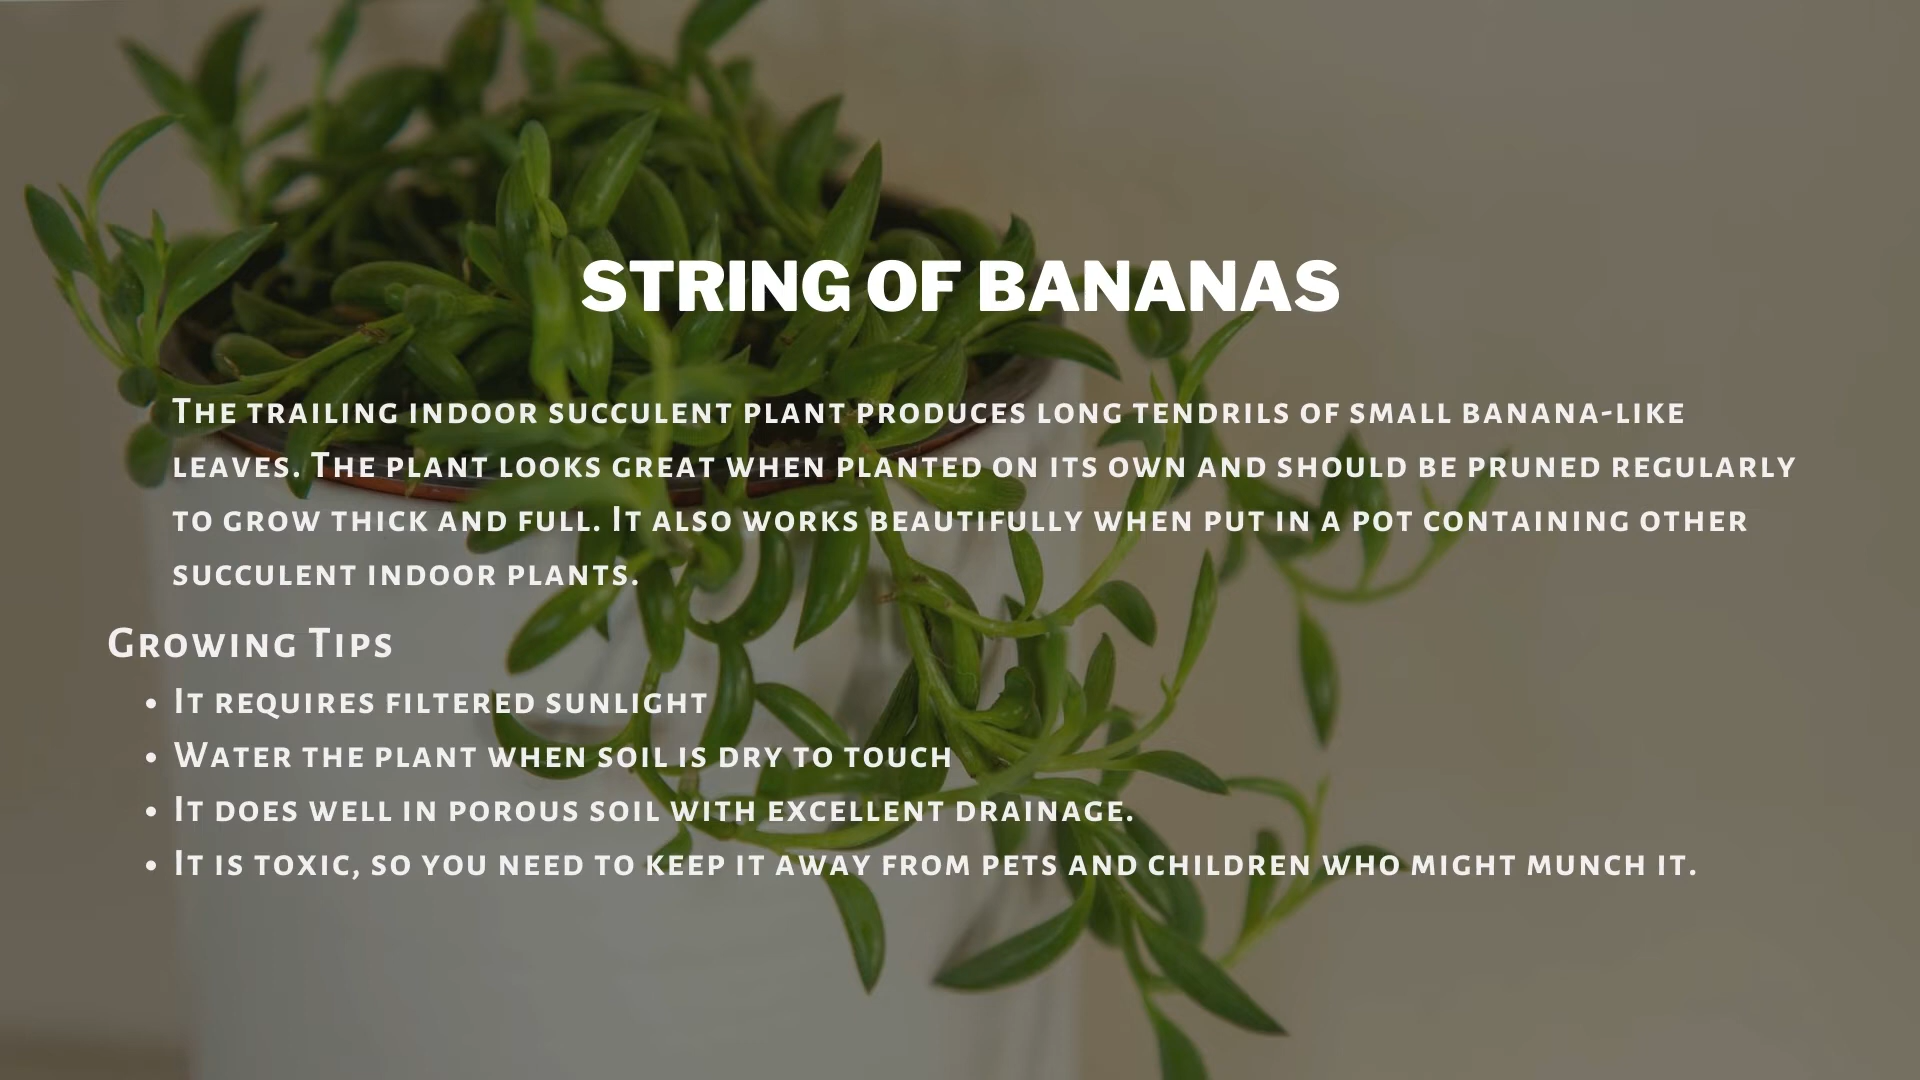 STRING OF BANANAS
The trailing indoor succulent plant produces long tendrils of small banana-like
leaves. The plant looks great when planted on its own and should be pruned regularly
to grow thick and full. It also works beautifully when put in a pot containing other
succulent indoor plants.
Growing Tips
• It requires filtered sunlight
• Water the plant when soil is dry to touch
• It does well in porous soil with excellent drainage.
• It is toxic, so you need to keep it away from pets and children who might munch it.